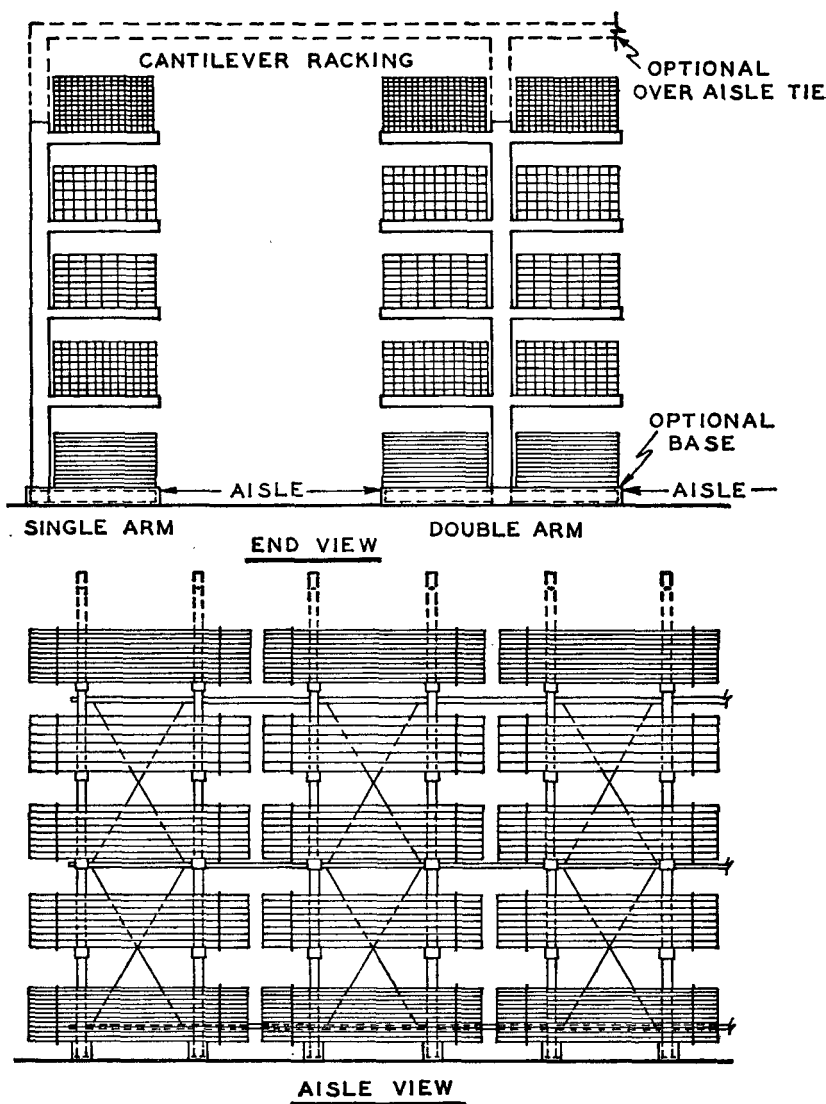 CANTILEVER RACKING
OPTIONAL
OVER AISLE TIE
OPTIONAL
BASE
AISLE
AISLE
SINGLE ARM
DOUBLE ARM
END VIEW
AISLE VIEW